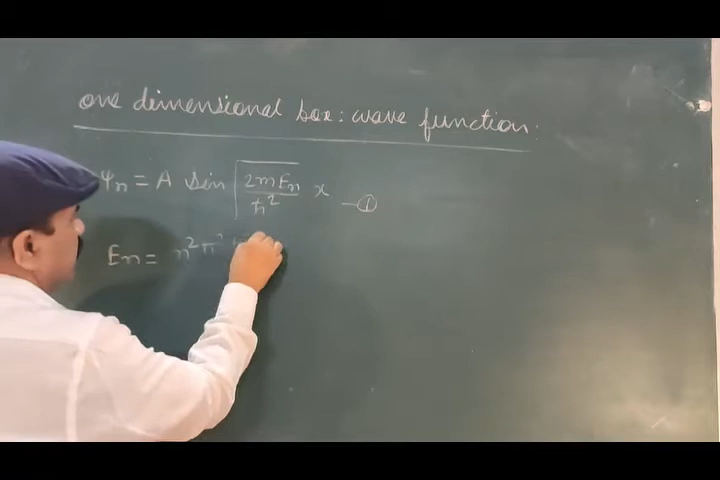 one dimensional box: wave function.
ψn = A sin √(2mEn/ħ²) x —①
En = n²π²